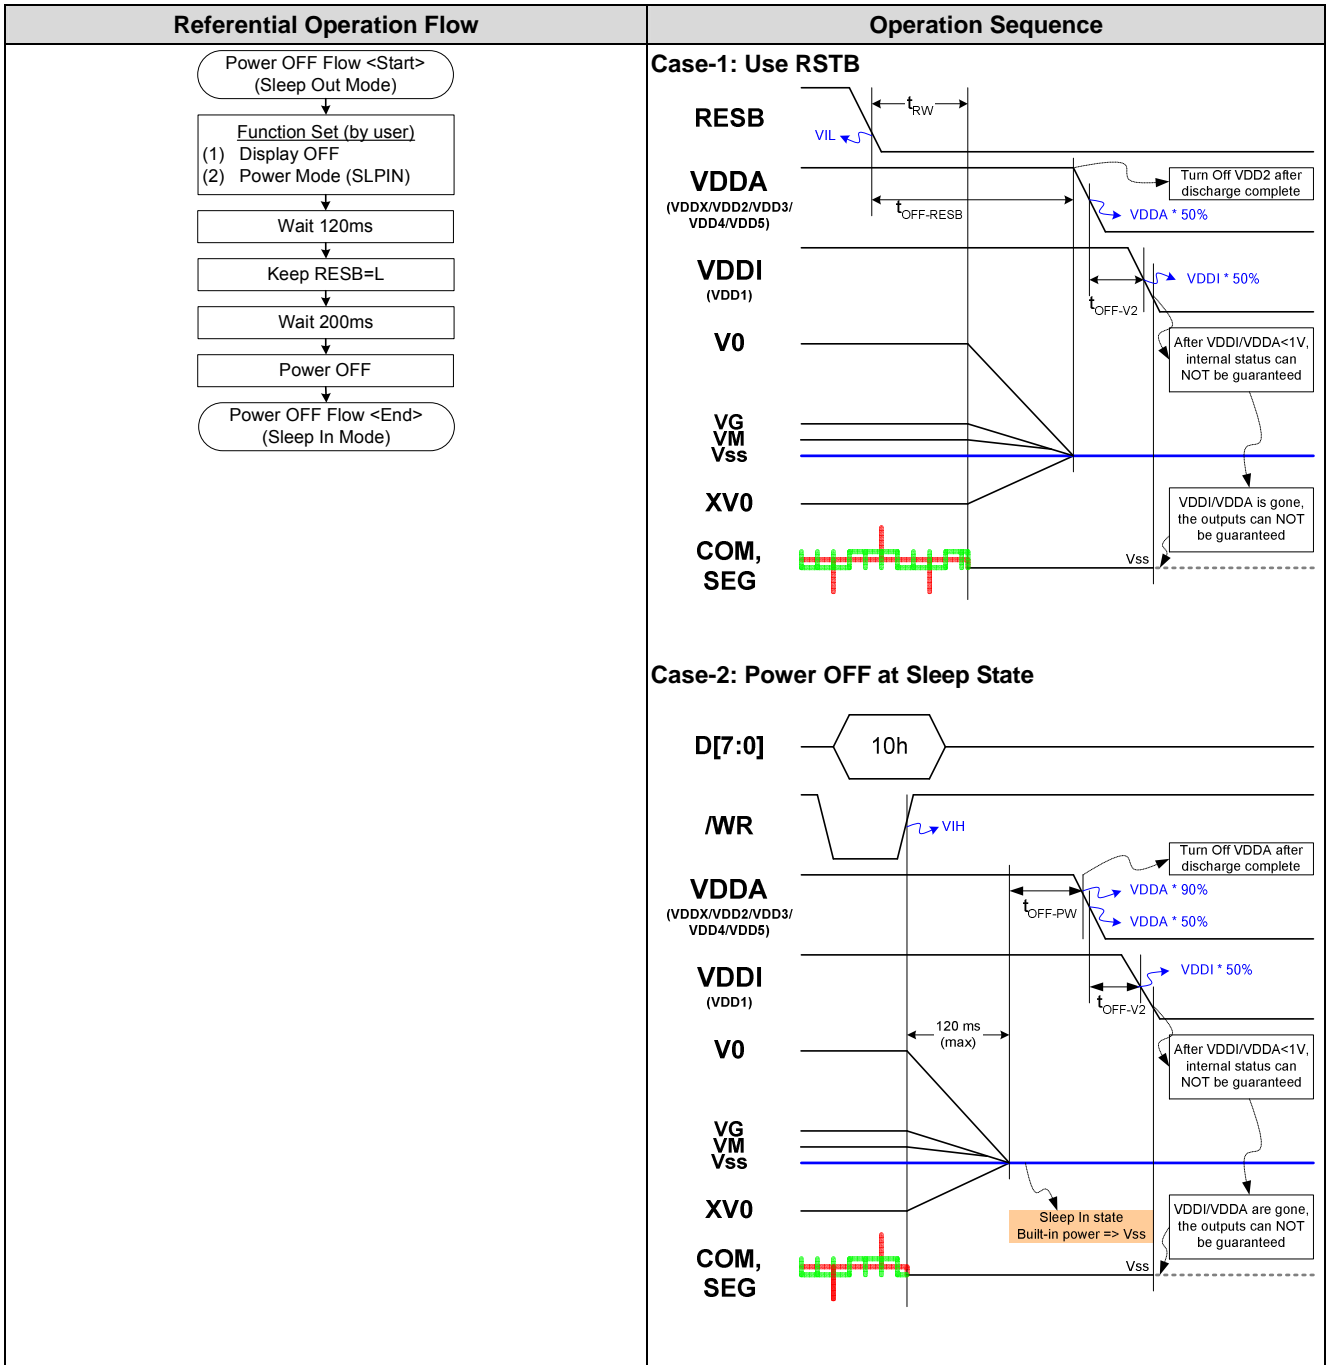 Referential Operation Flow
Operation Sequence
Power OFF Flow <Start>
(Sleep Out Mode)
Function Set (by user)
(1) Display OFF
(2) Power Mode (SLPIN)
Wait 120ms
Keep RESB=L
Wait 200ms
Power OFF
Power OFF Flow <End>
(Sleep In Mode)
Case-1: Use RSTB
RESB
tRW
VIL
VDDA
(VDDX/VDD2/VDD3/
VDD4/VDD5)
tOFF-RESB
Turn Off VDD2 after
discharge complete
VDDA * 50%
VDDI
(VDD1)
VDDI * 50%
tOFF-V2
V0
After VDDI/VDDA<1V,
internal status can
NOT be guaranteed
VG
VM
Vss
XV0
VDDI/VDDA is gone,
the outputs can NOT
be guaranteed
COM,
SEG
Vss
Case-2: Power OFF at Sleep State
D[7:0]
10h
/WR
VIH
Turn Off VDDA after
discharge complete
VDDA
(VDDX/VDD2/VDD3/
VDD4/VDD5)
tOFF-PW
VDDA * 90%
VDDA * 50%
VDDI
(VDD1)
VDDI * 50%
tOFF-V2
120 ms
(max)
V0
After VDDI/VDDA<1V,
internal status can
NOT be guaranteed
VG
VM
Vss
XV0
Sleep In state
Built-in power => Vss
VDDI/VDDA are gone,
the outputs can NOT
be guaranteed
COM,
SEG
Vss